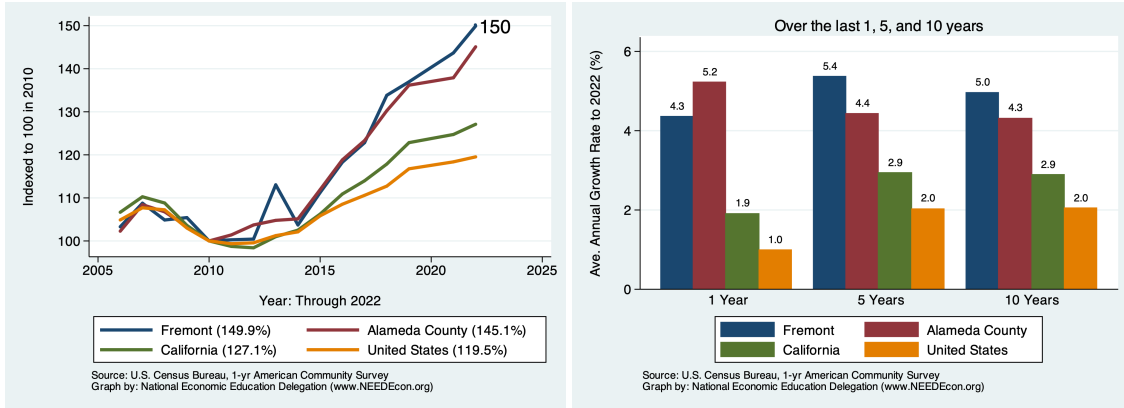 Indexed to 100 in 2010
150
140
130
120
110
100
150
2005 2010 2015 2020 2025
Year: Through 2022
Fremont (149.9%) Alameda County (145.1%)
California (127.1%) United States (119.5%)
Source: U.S. Census Bureau, 1-yr American Community Survey
Graph by: National Economic Education Delegation (www.NEEDEcon.org)
Over the last 1, 5, and 10 years
Ave. Annual Growth Rate to 2022 (%)
6
4
2
0
4.3 5.2 1.9 1.0
5.4 4.4 2.9 2.0
5.0 4.3 2.9 2.0
1 Year 5 Years 10 Years
Fremont Alameda County
California United States
Source: U.S. Census Bureau, 1-yr American Community Survey
Graph by: National Economic Education Delegation (www.NEEDEcon.org)